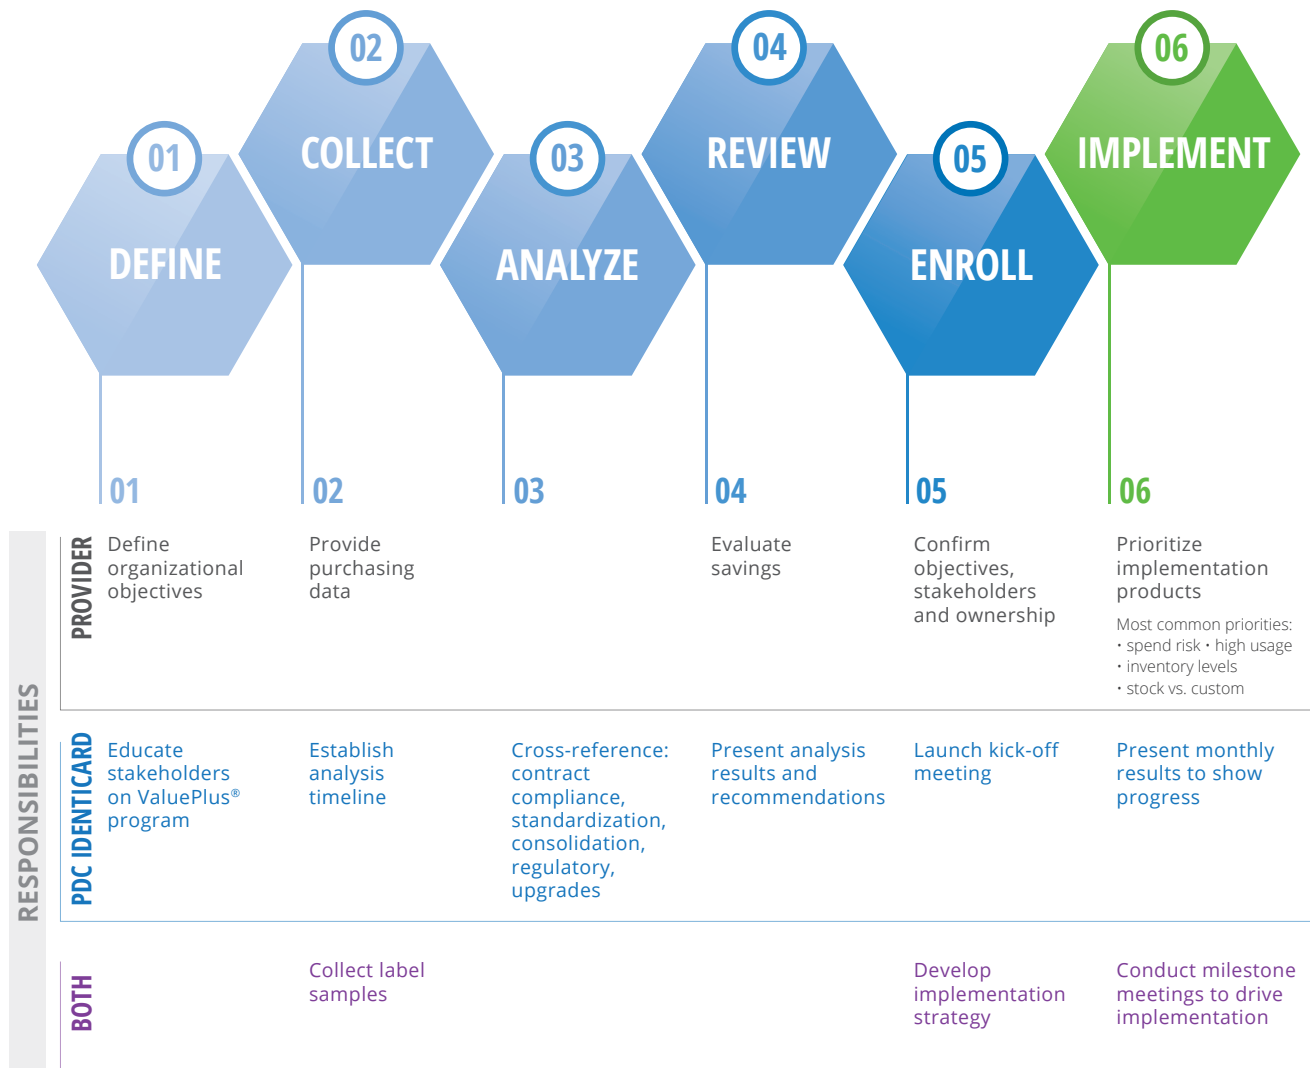 01
DEFINE
02
COLLECT
03
ANALYZE
04
REVIEW
05
ENROLL
06
IMPLEMENT
01
02
03
04
05
06
RESPONSIBILITIES
PROVIDER
Define
organizational
objectives
Provide
purchasing
data
Evaluate
savings
Confirm
objectives,
stakeholders
and ownership
Prioritize
implementation
products
Most common priorities:
• spend risk • high usage
• inventory levels
• stock vs. custom
PDC IDENTICARD
Educate
stakeholders
on ValuePlus®
program
Establish
analysis
timeline
Cross-reference:
contract
compliance,
standardization,
consolidation,
regulatory,
upgrades
Present analysis
results and
recommendations
Launch kick-off
meeting
Present monthly
results to show
progress
BOTH
Collect label
samples
Develop
implementation
strategy
Conduct milestone
meetings to drive
implementation